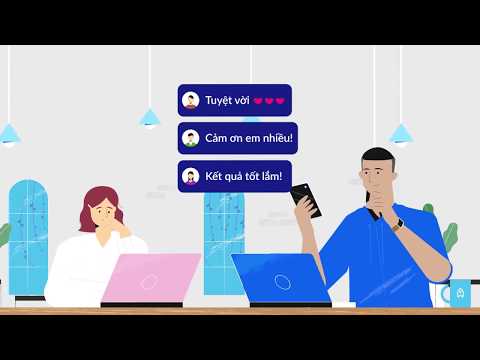 Tuyệt vời
Cảm ơn em nhiều!
Kết quả tốt lắm!